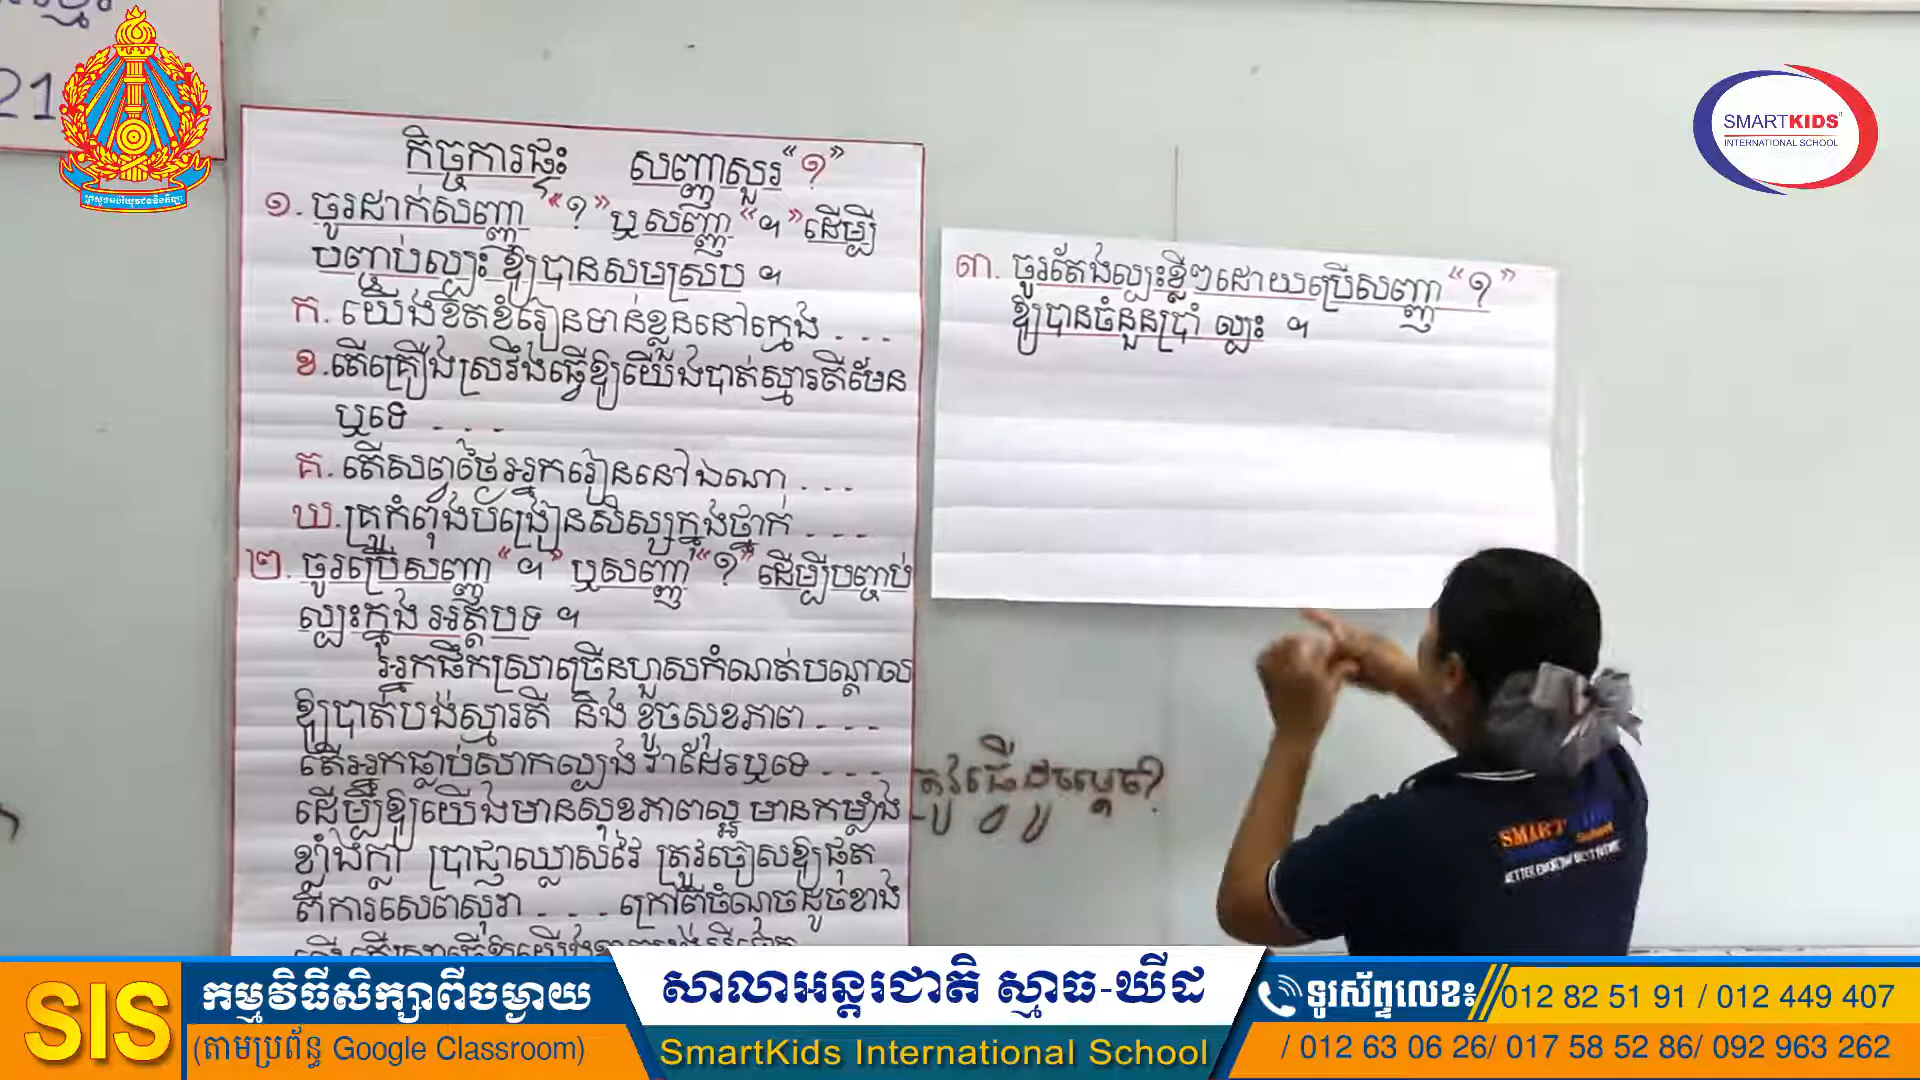 21
កិច្ចការផ្ទះ សញ្ញាសួរ "?"
១. ចូរដាក់សញ្ញា "?" ឬសញ្ញា "។" ដើម្បី
បញ្ចប់ល្បះ ឱ្យបានសមស្រប ។
ក. យើងខិតខំរៀនទាន់ខ្លួននៅក្មេង . . .
ខ. តើគ្រឿងស្រវឹងធ្វើឱ្យយើងបាត់ស្មារតីមែន
ឬទេ . . .
គ. តើសព្វថ្ងៃអ្នករៀននៅឯណា . . .
ឃ. គ្រូកំពុងបង្រៀនសិស្សក្នុងថ្នាក់ . . .
២. ចូរប្រើសញ្ញា "។" ឬសញ្ញា "?" ដើម្បីបញ្ចប់
ល្បះក្នុង អត្ថបទ ។
អ្នកផឹកស្រាច្រើនហួសកំណត់បណ្តាល
ឱ្យបាត់បង់ស្មារតី និង ខូចសុខភាព . . .
តើអ្នកធ្លាប់សាកល្បង វាដែរឬទេ . . .
ដើម្បីឱ្យយើងមានសុខភាពល្អ មានកម្លាំង
ខ្លាំងក្លា ប្រាជ្ញាឈ្លាសវៃ ត្រូវចៀសឱ្យផុត
ពីការសេពសុរា . . . . ក្រៅពីចំណុចដូចខាង
៣. ចូរតែងល្បះខ្លីៗដោយប្រើសញ្ញា "?"
ឱ្យបានចំនួនប្រាំ ល្បះ ។
ត្រូវធ្វើដូចម្តេច?
SMARTKIDS
INTERNATIONAL SCHOOL
SIS
កម្មវិធីសិក្សាពីចម្ងាយ
(តាមប្រព័ន្ធ Google Classroom)
សាលាអន្តរជាតិ ស្មាធ-ឃីដ
SmartKids International School
ទូរស័ព្ទលេខ៖ 012 82 51 91 / 012 449 407
/ 012 63 06 26/ 017 58 52 86/ 092 963 262